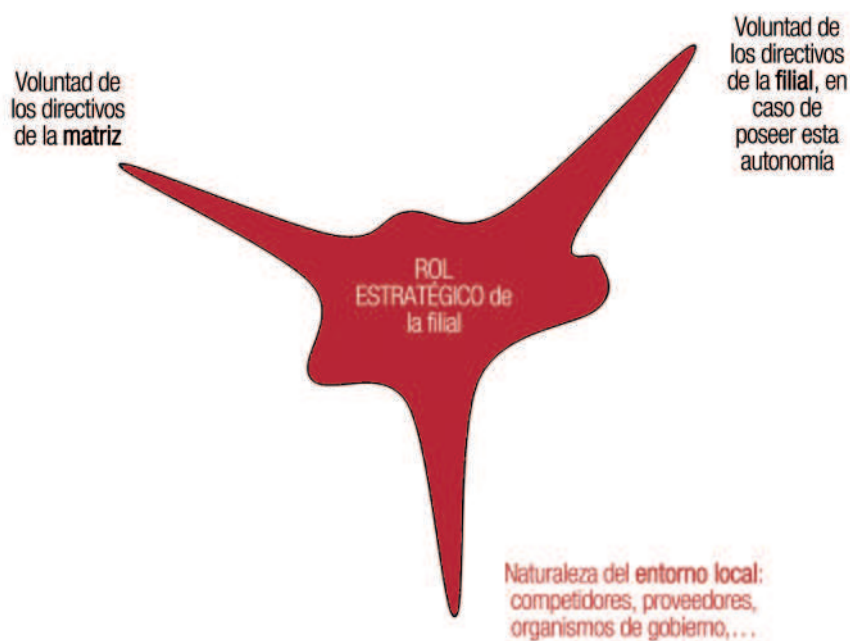 Voluntad de
los directivos
de la matriz
Voluntad de
los directivos
de la filial, en
caso de
poseer esta
autonomía
ROL
ESTRATÉGICO de
la filial
Naturaleza del entorno local:
competidores, proveedores,
organismos de gobierno,...